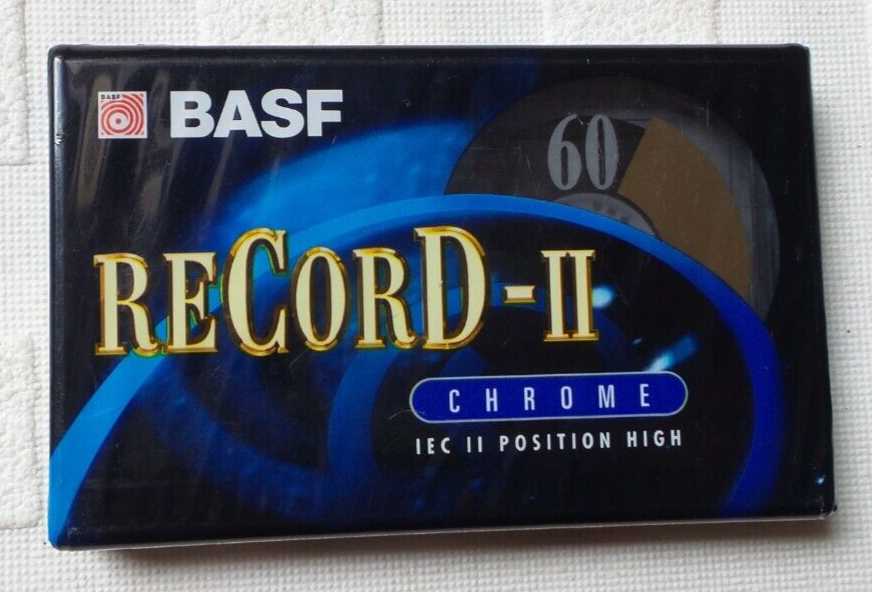 BASF
BASF
60
RECORD-II
CHROME
IEC II POSITION HIGH